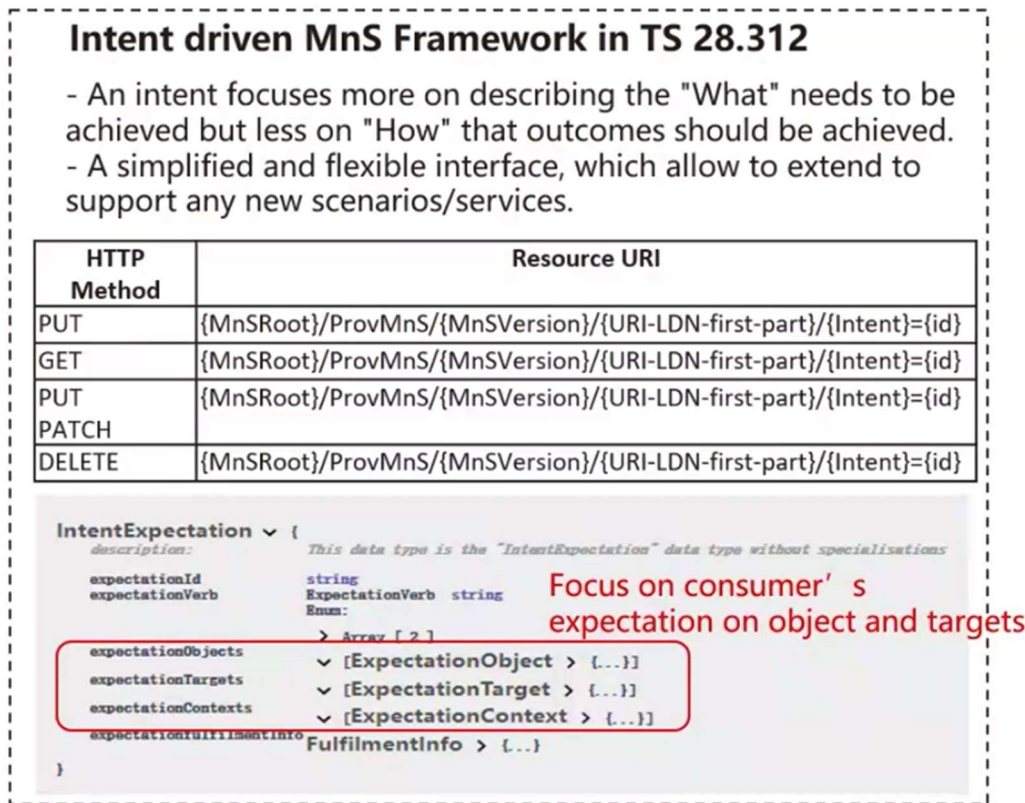 Intent driven MnS Framework in TS 28.312
- An intent focuses more on describing the "What" needs to be
achieved but less on "How" that outcomes should be achieved.
- A simplified and flexible interface, which allow to extend to
support any new scenarios/services.
HTTP Method Resource URI
PUT {MnSRoot}/ProvMnS/{MnSVersion}/{URI-LDN-first-part}/{Intent}={id}
GET {MnSRoot}/ProvMnS/{MnSVersion}/{URI-LDN-first-part}/{Intent}={id}
PUT {MnSRoot}/ProvMnS/{MnSVersion}/{URI-LDN-first-part}/{Intent}={id}
PATCH
DELETE {MnSRoot}/ProvMnS/{MnSVersion}/{URI-LDN-first-part}/{Intent}={id}
IntentExpectation ⌄ {
description: This data type is the "IntentExpectation" data type without specialisations
expectationId string
expectationVerb ExpectationVerb string
Enum:
> Array [ 2 ]
Focus on consumer's
expectation on object and targets
expectationObjects ⌄ [ExpectationObject > {...}]
expectationTargets ⌄ [ExpectationTarget > {...}]
expectationContexts ⌄ [ExpectationContext > {...}]
expectationfulfilmentInfo FulfilmentInfo > {...}
}